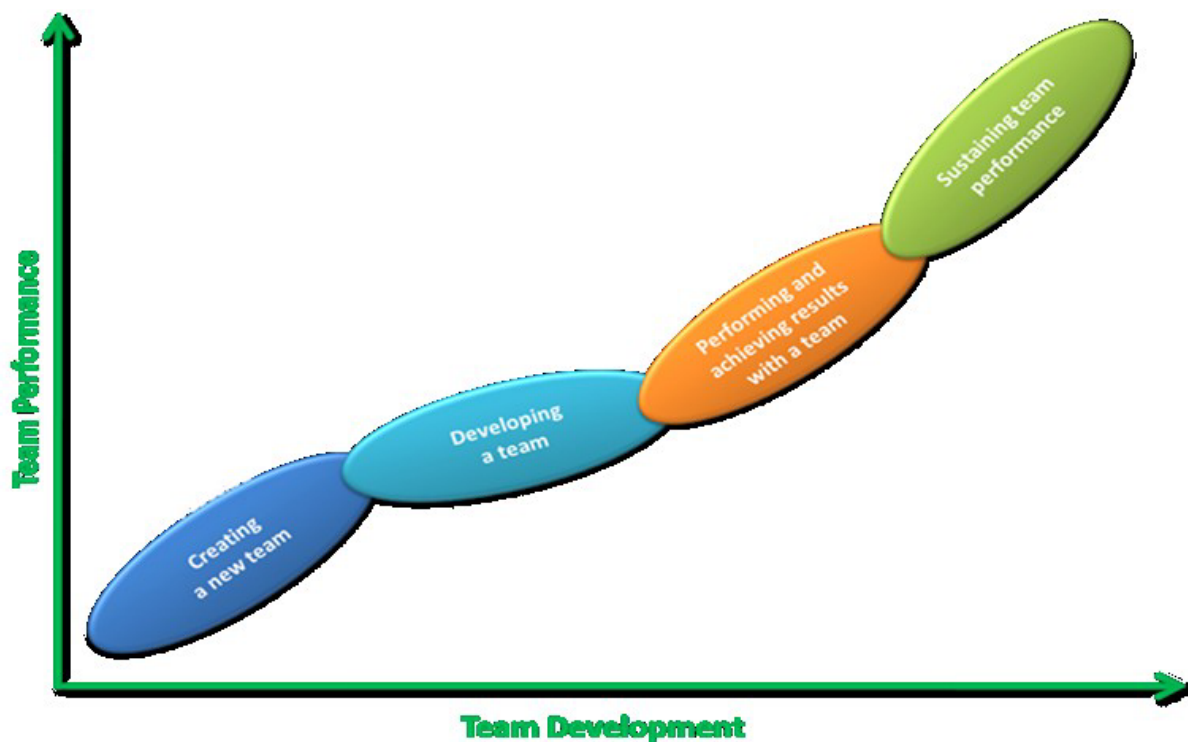 Team Performance
Sustaining team
performance
Performing and
achieving results
with a team
Developing
a team
Creating
a new team
Team Development